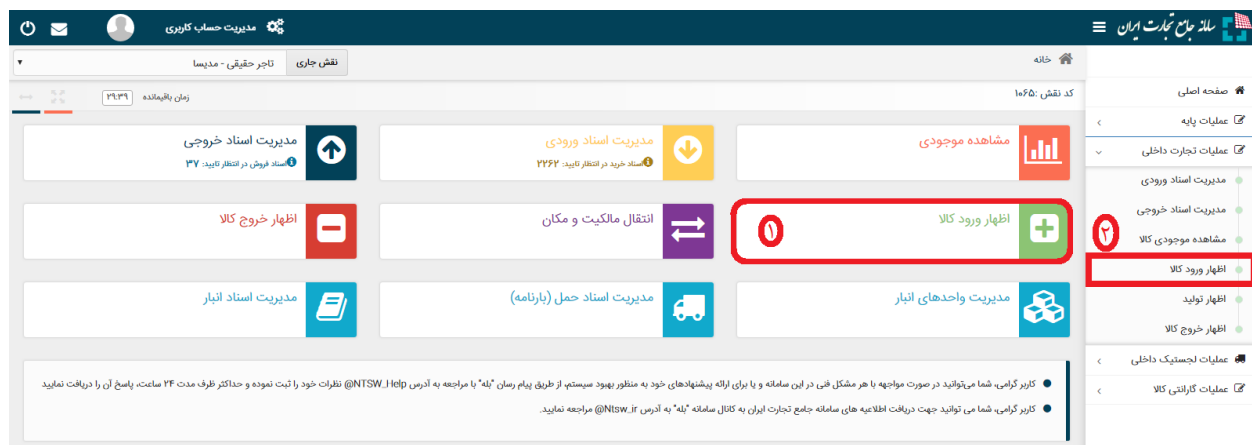 سامانه جامع تجارت ایران
مدیریت حساب کاربری
خانه
نقش جاری
تاجر حقیقی - مدیسا
کد نقش :۱۰۶۵
زمان باقیمانده
۲۹:۳۹
صفحه اصلی
عملیات پایه
عملیات تجارت داخلی
مدیریت اسناد ورودی
مدیریت اسناد خروجی
مشاهده موجودی کالا
۲
اظهار ورود کالا
اظهار تولید
اظهار خروج کالا
عملیات لجستیک داخلی
عملیات گارانتی کالا
مشاهده موجودی
مدیریت اسناد ورودی
اسناد خرید در انتظار تایید: ۲۲۶۲
مدیریت اسناد خروجی
اسناد فروش در انتظار تایید: ۳۷
اظهار ورود کالا
۱
انتقال مالکیت و مکان
اظهار خروج کالا
مدیریت واحدهای انبار
مدیریت اسناد حمل (بارنامه)
مدیریت اسناد انبار
کاربر گرامی، شما می‌توانید در صورت مواجهه با هر مشکل فنی در این سامانه و یا برای ارائه پیشنهادهای خود به منظور بهبود سیستم، از طریق پیام رسان "بله" با مراجعه به آدرس NTSW_Help@ نظرات خود را ثبت نموده و حداکثر ظرف مدت ۲۴ ساعت، پاسخ آن را دریافت نمایید
کاربر گرامی، شما می توانید جهت دریافت اطلاعیه های سامانه جامع تجارت ایران به کانال سامانه "بله" به آدرس Ntsw_ir@ مراجعه نمایید.